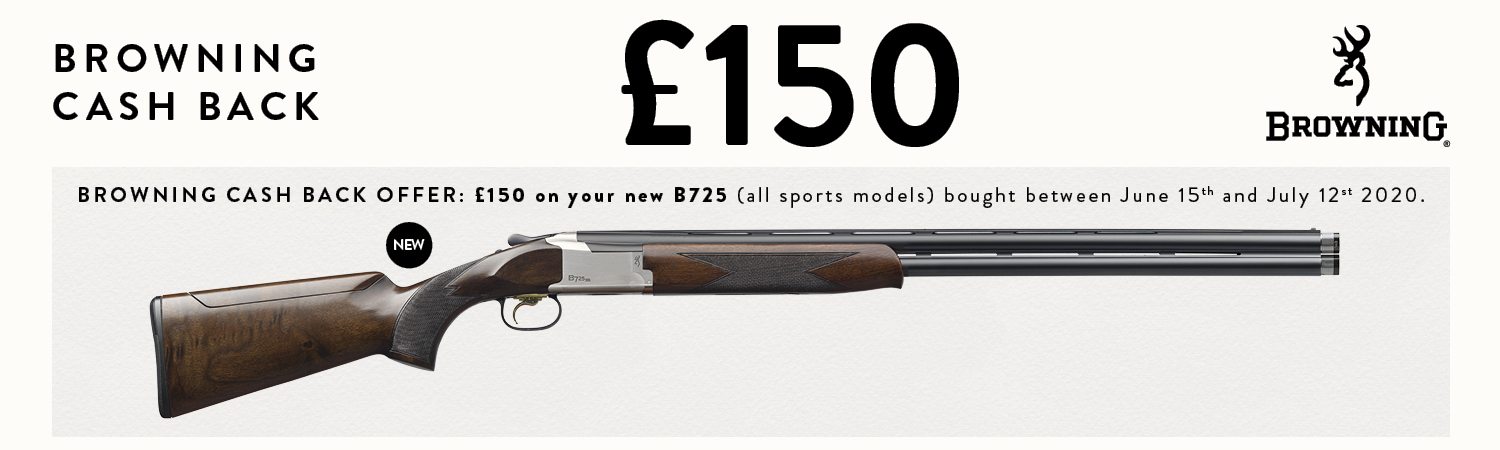 BROWNING
CASH BACK
£150
BROWNING®
BROWNING CASH BACK OFFER: £150 on your new B725 (all sports models) bought between June 15th and July 12st 2020.
NEW
B725